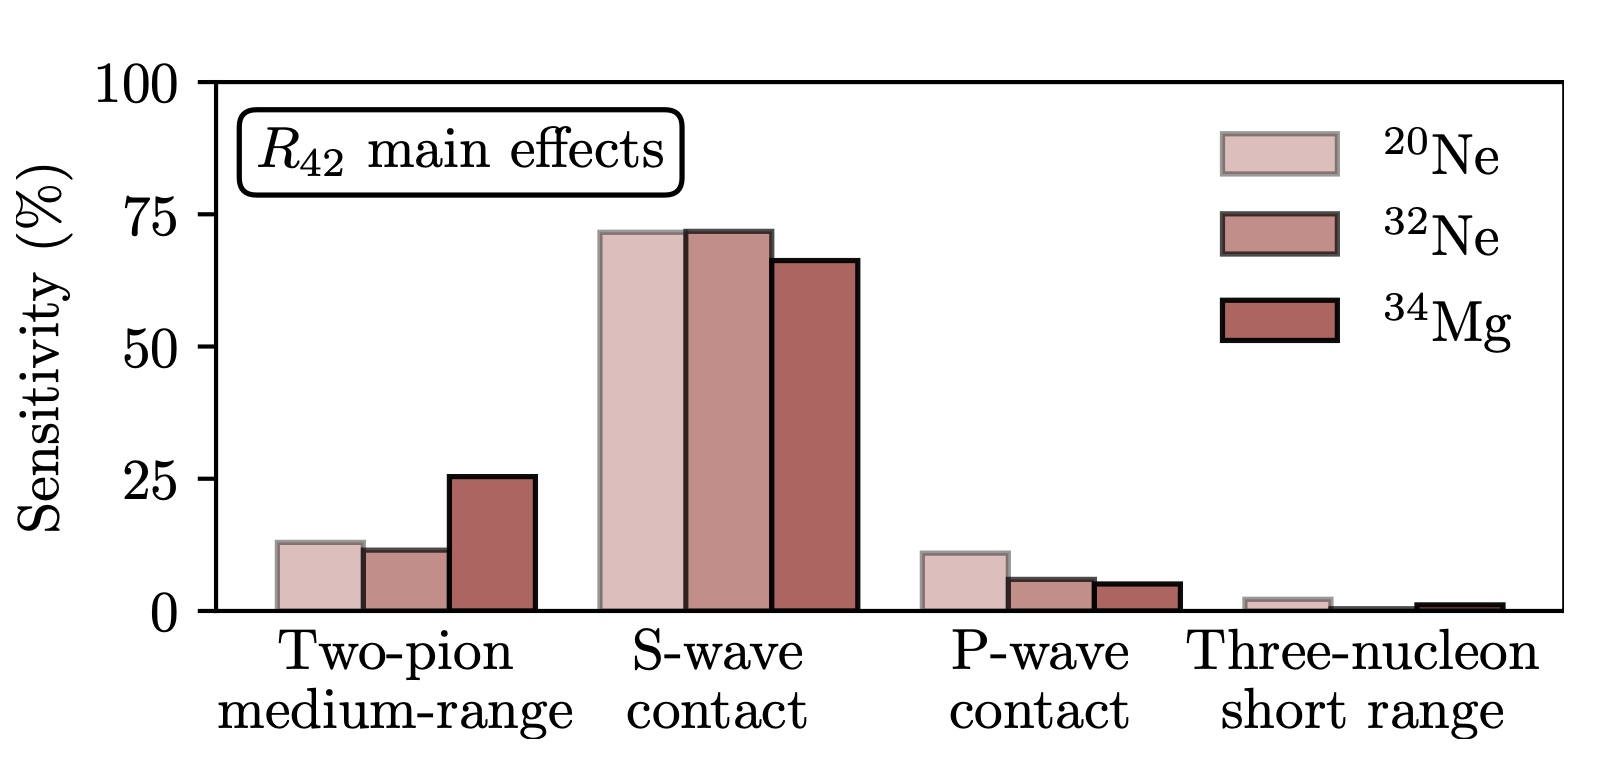 100
75
50
25
0
Sensitivity (%)
R₄₂ main effects
²⁰Ne
³²Ne
³⁴Mg
Two-pion
medium-range
S-wave
contact
P-wave
contact
Three-nucleon
short range